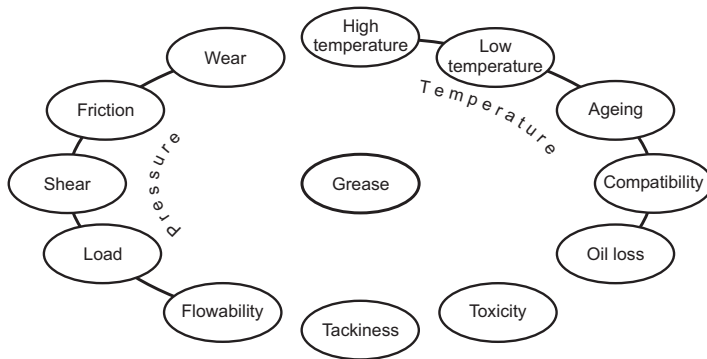 High
temperature
Low
temperature
Wear
Temperature
Friction
Ageing
Pressure
Shear
Grease
Compatibility
Load
Oil loss
Flowability
Toxicity
Tackiness